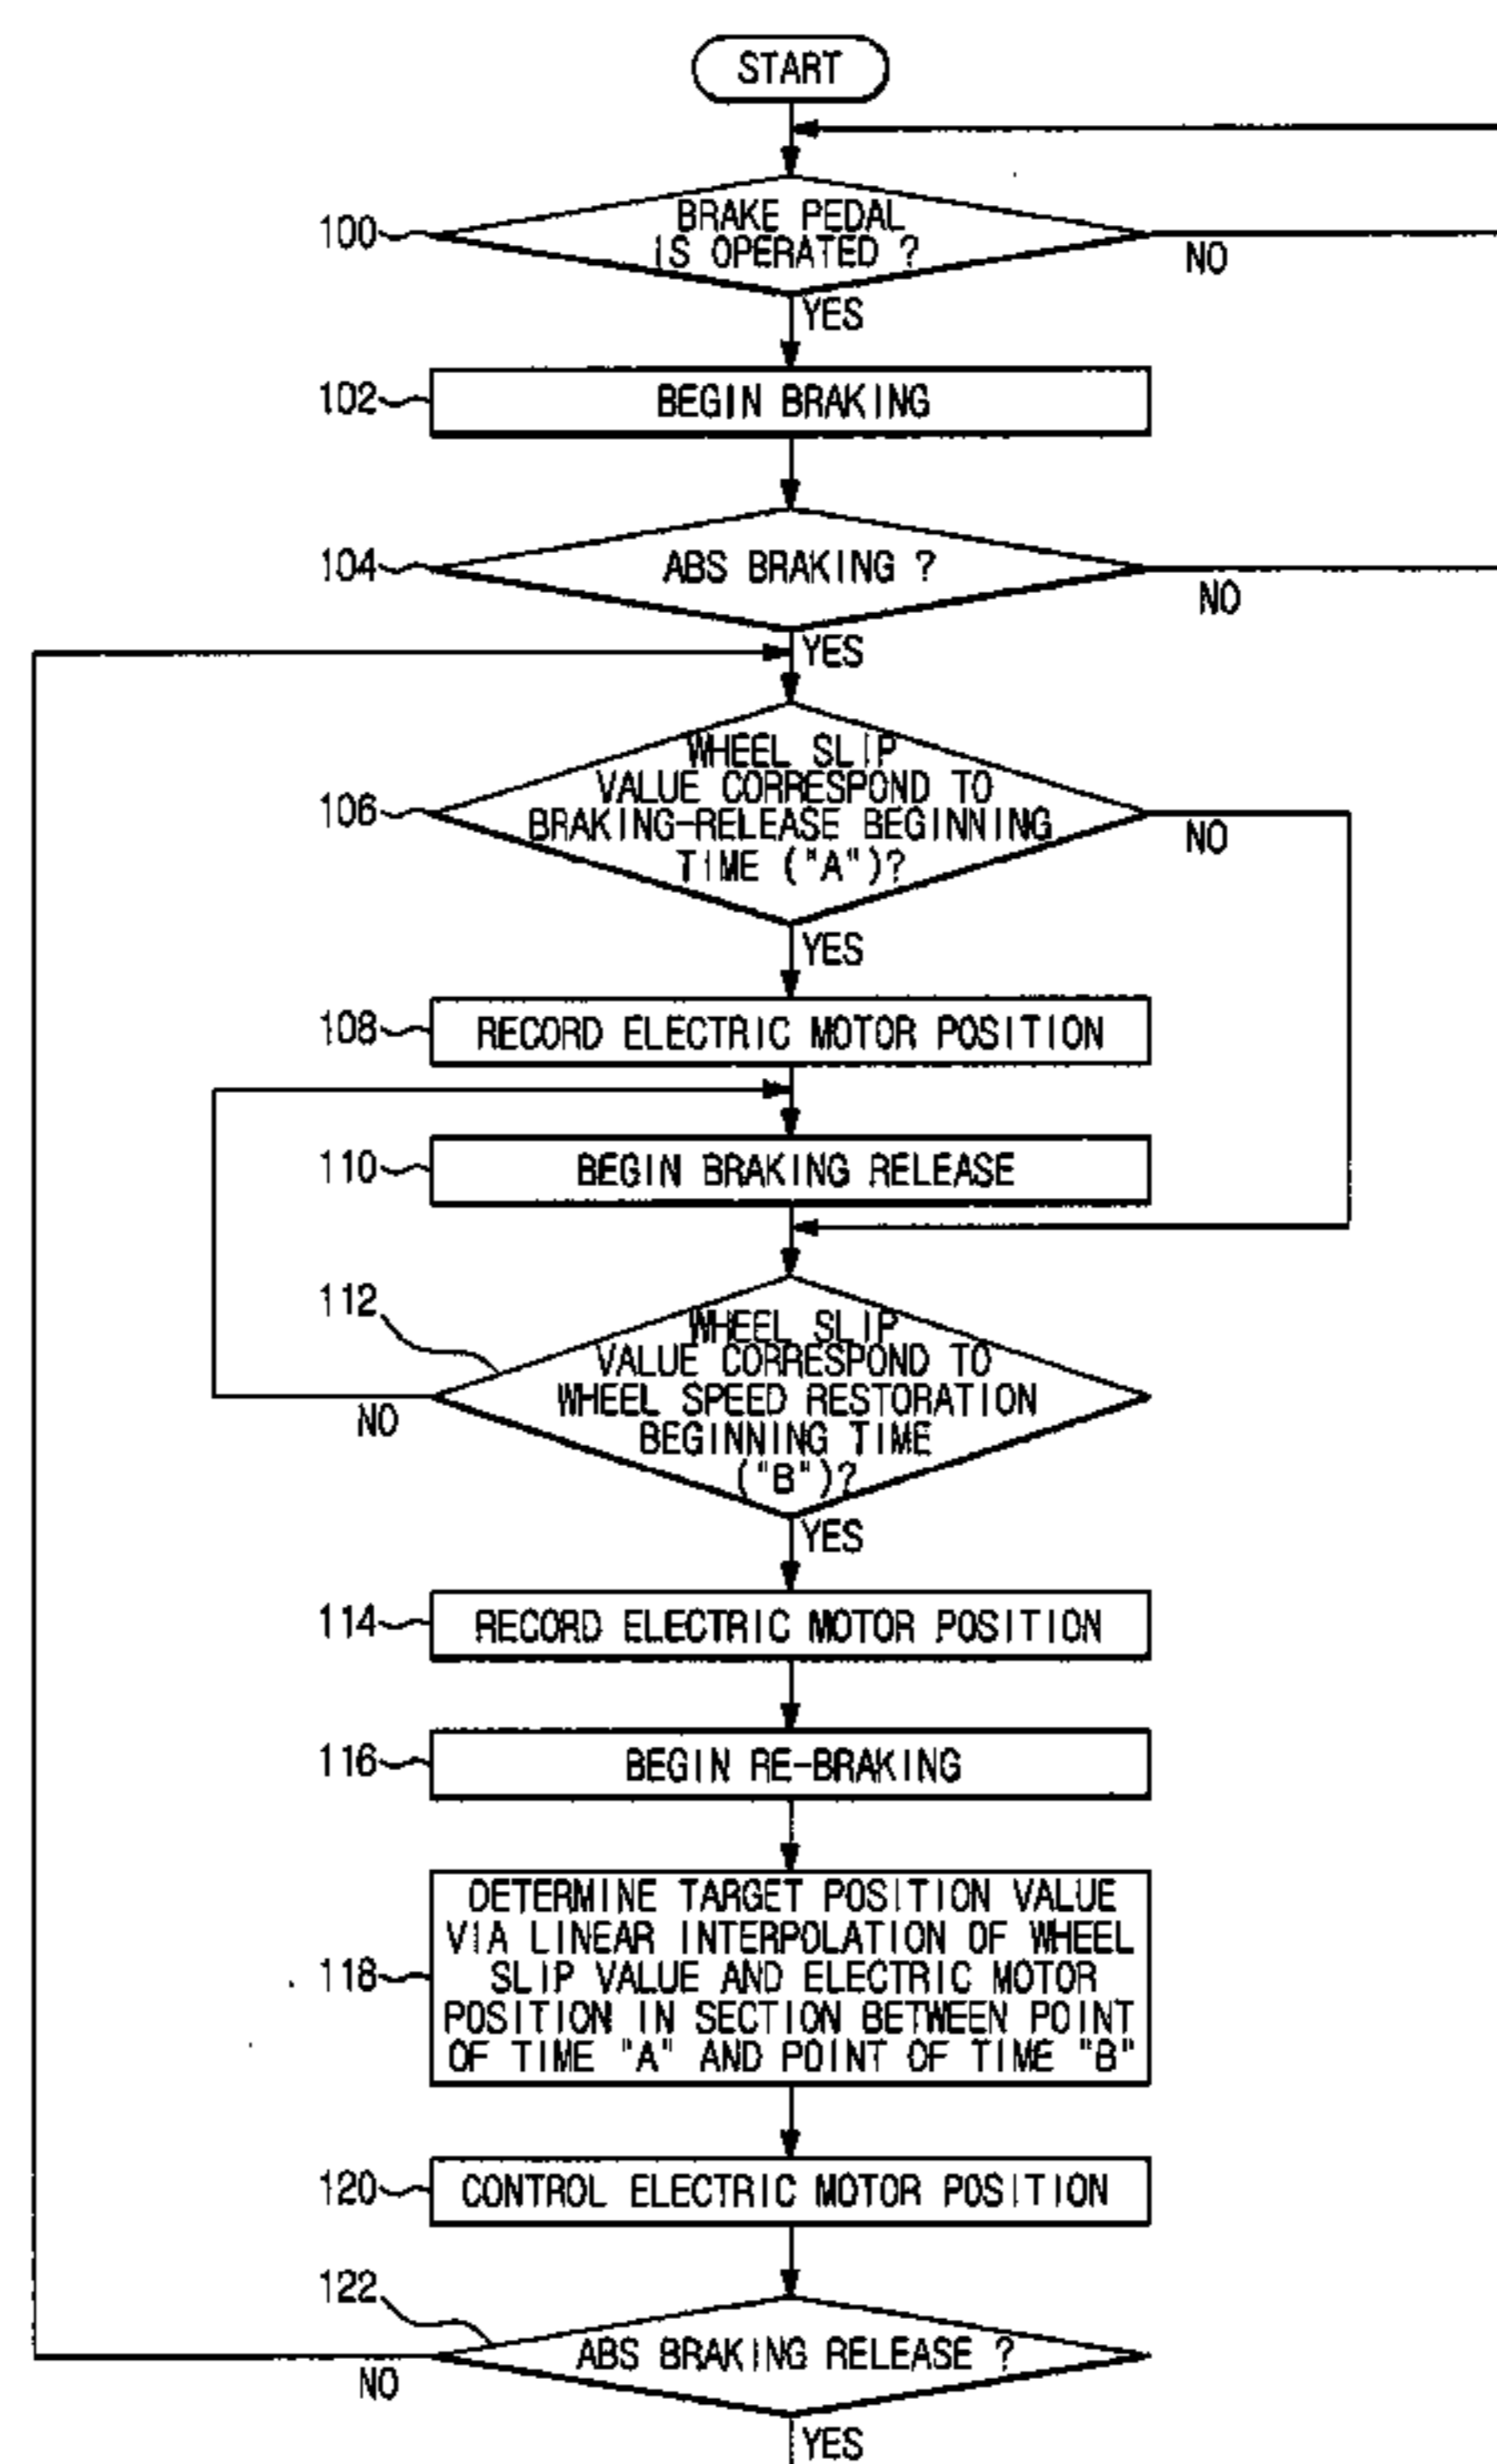 START
100
BRAKE PEDAL
IS OPERATED ?
NO
YES
102
BEGIN BRAKING
104
ABS BRAKING ?
NO
YES
WHEEL SLIP
VALUE CORRESPOND TO
106
BRAKING-RELEASE BEGINNING
NO
TIME ("A")?
YES
108
RECORD ELECTRIC MOTOR POSITION
110
BEGIN BRAKING RELEASE
112
WHEEL SLIP
VALUE CORRESPOND TO
WHEEL SPEED RESTORATION
NO
BEGINNING TIME
("B")?
YES
114
RECORD ELECTRIC MOTOR POSITION
116
BEGIN RE-BRAKING
DETERMINE TARGET POSITION VALUE
VIA LINEAR INTERPOLATION OF WHEEL
118
SLIP VALUE AND ELECTRIC MOTOR
POSITION IN SECTION BETWEEN POINT
OF TIME "A" AND POINT OF TIME "B"
120
CONTROL ELECTRIC MOTOR POSITION
122
ABS BRAKING RELEASE ?
NO
YES